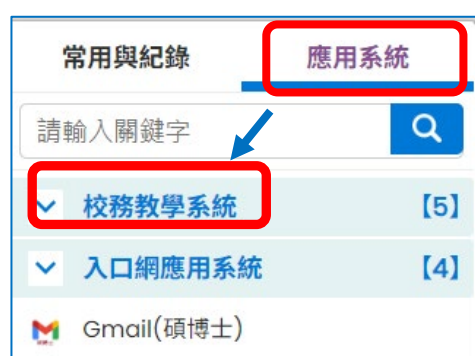 常用與紀錄 應用系統
請輸入關鍵字
校務教學系統 【5】
入口網應用系統 【4】
Gmail(碩博士)